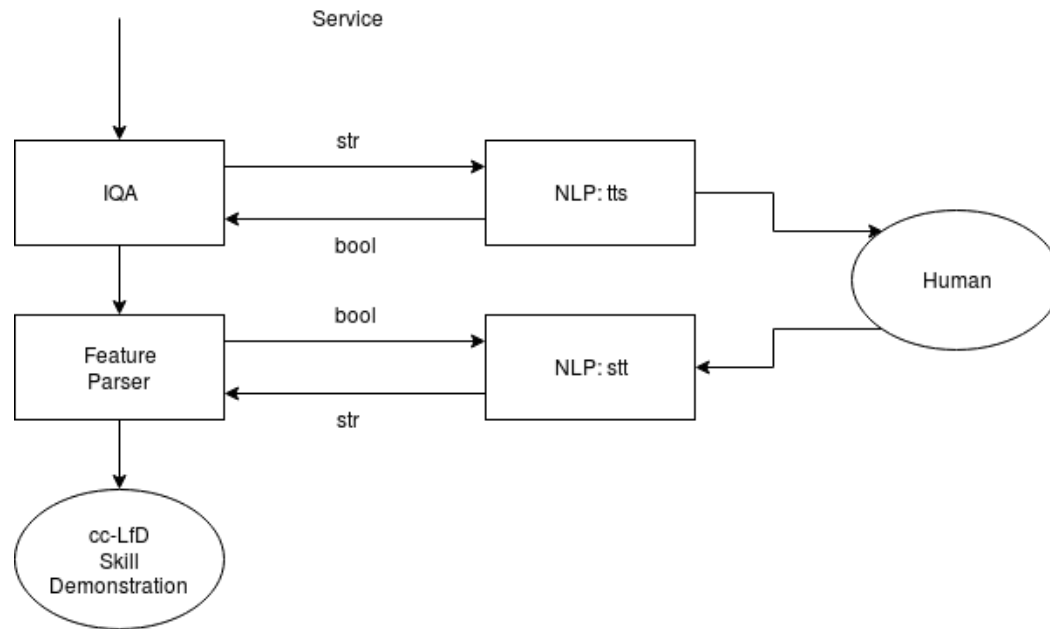 Service
str
IQA
NLP: tts
bool
Human
bool
Feature
Parser
NLP: stt
str
cc-LfD
Skill
Demonstration